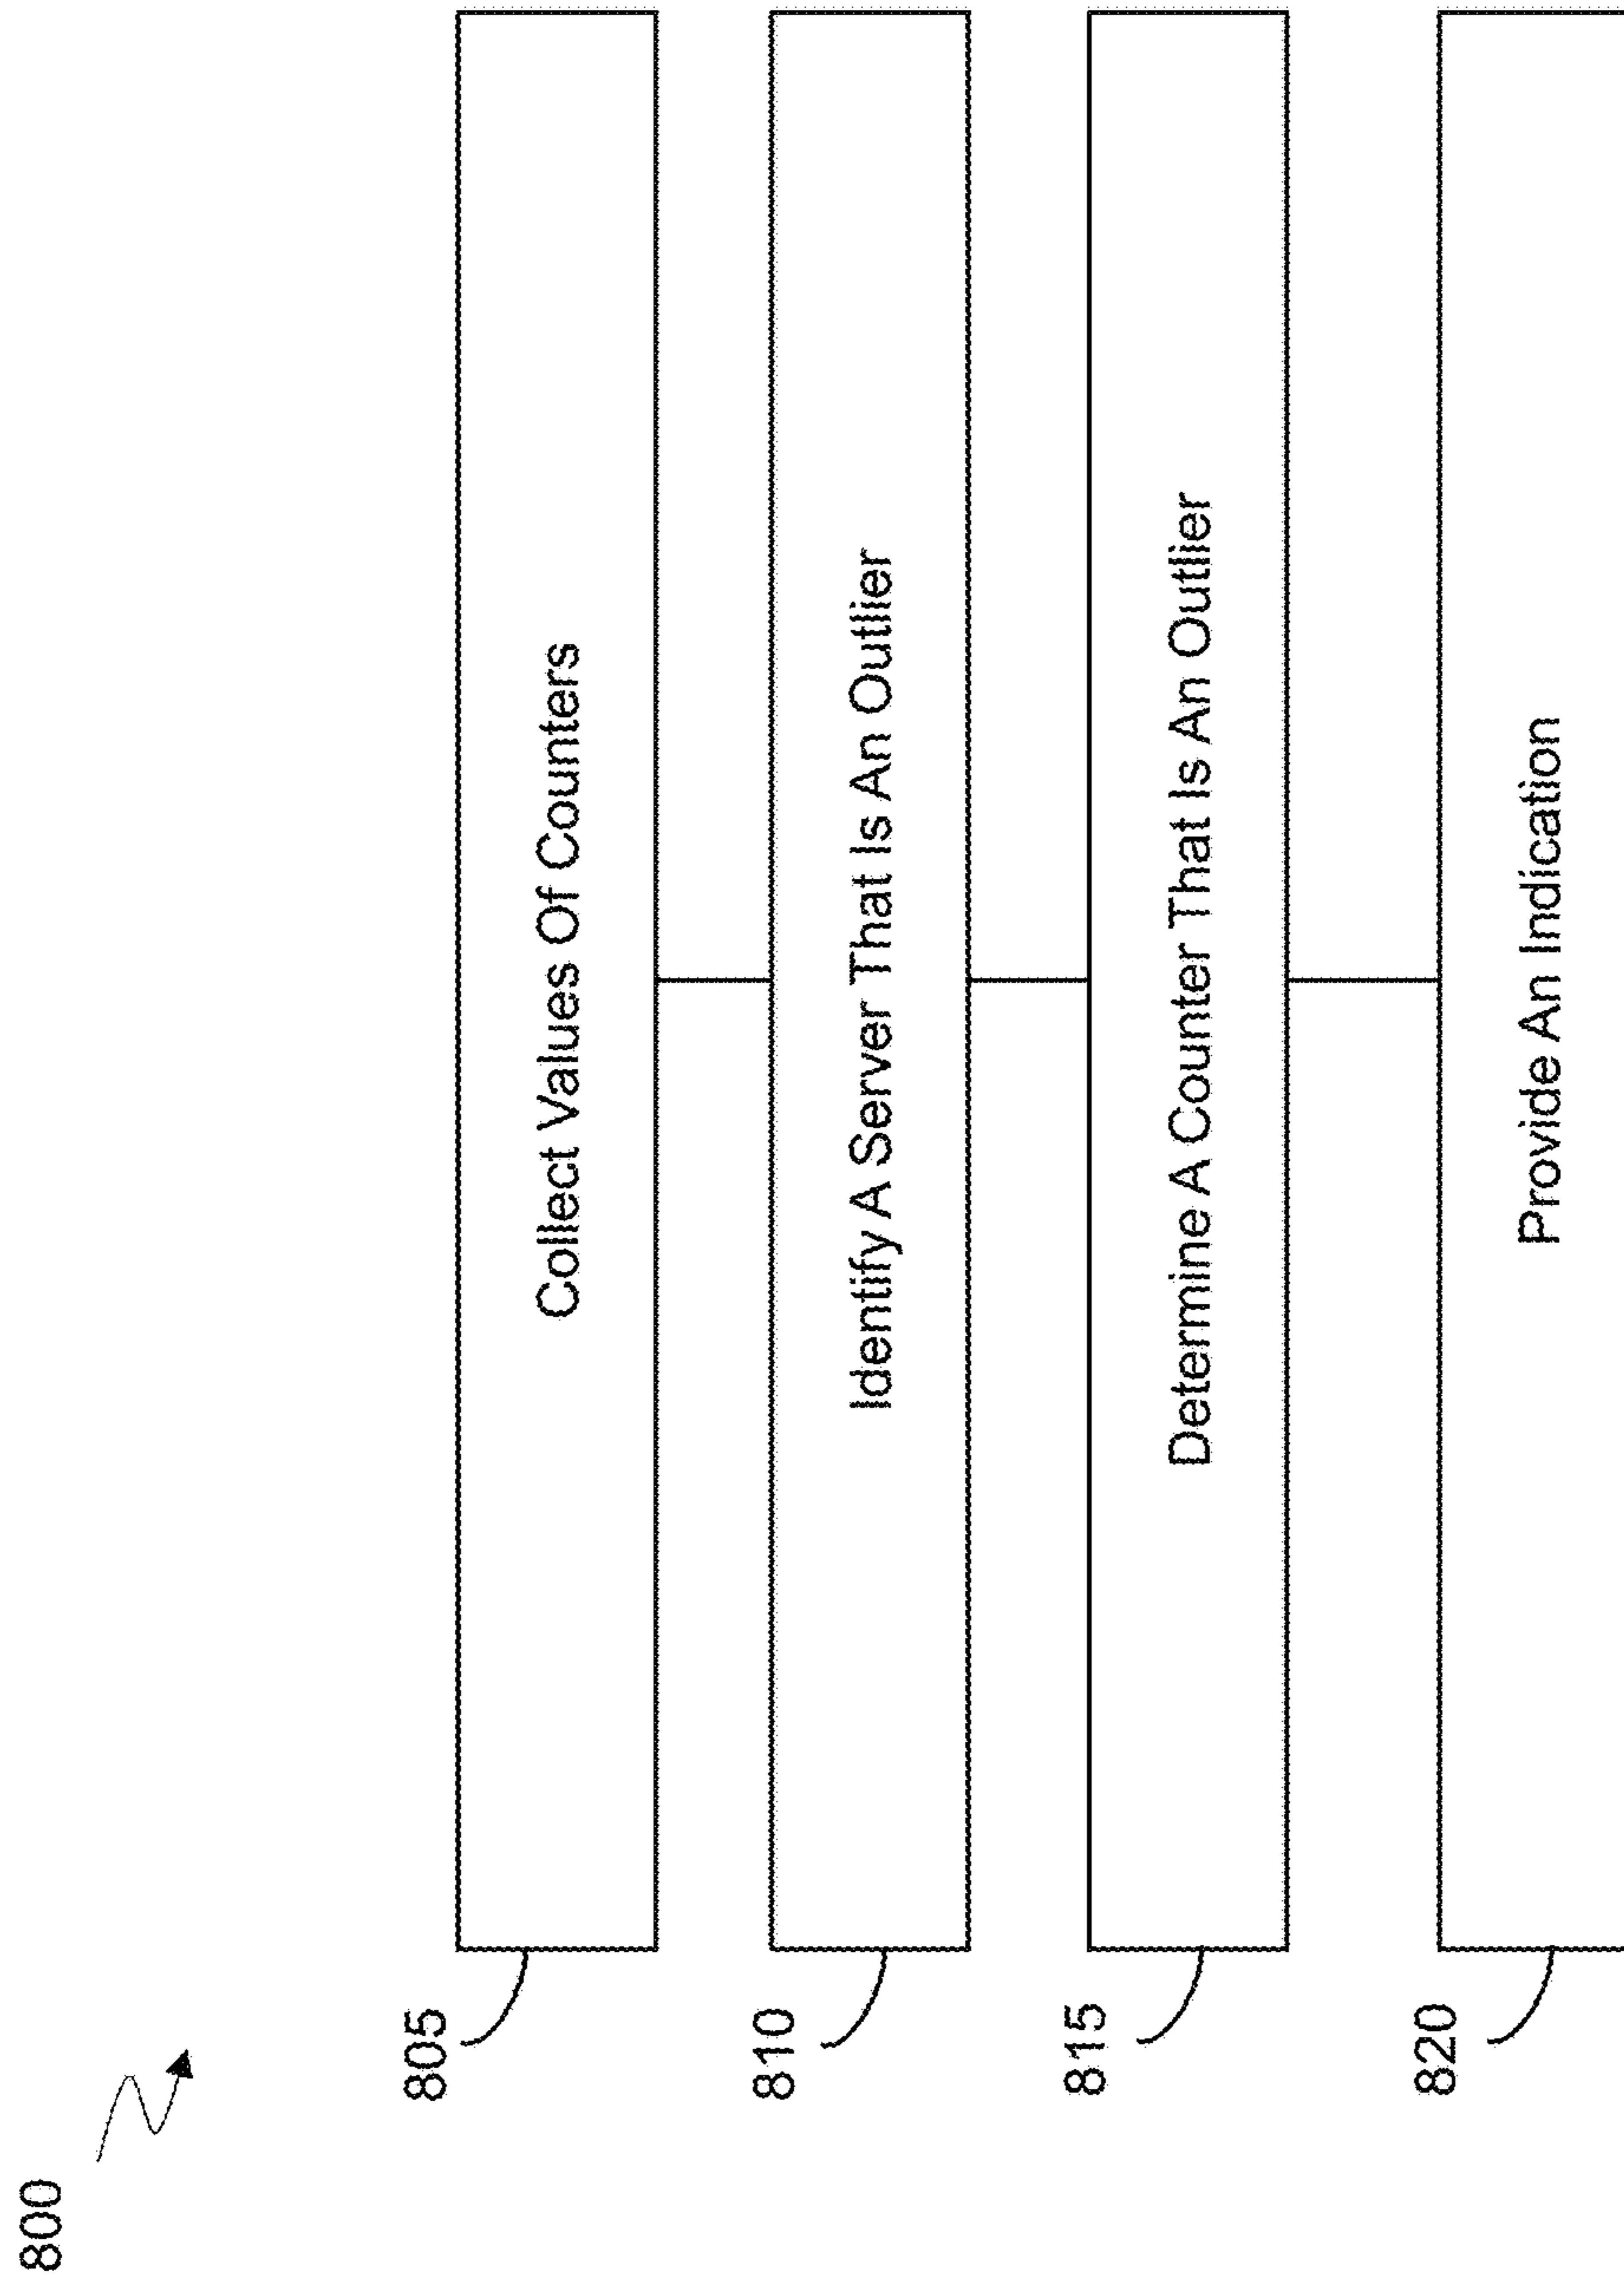 800
805
Collect Values Of Counters
810
Identify A Server That Is An Outlier
815
Determine A Counter That Is An Outlier
820
Provide An Indication